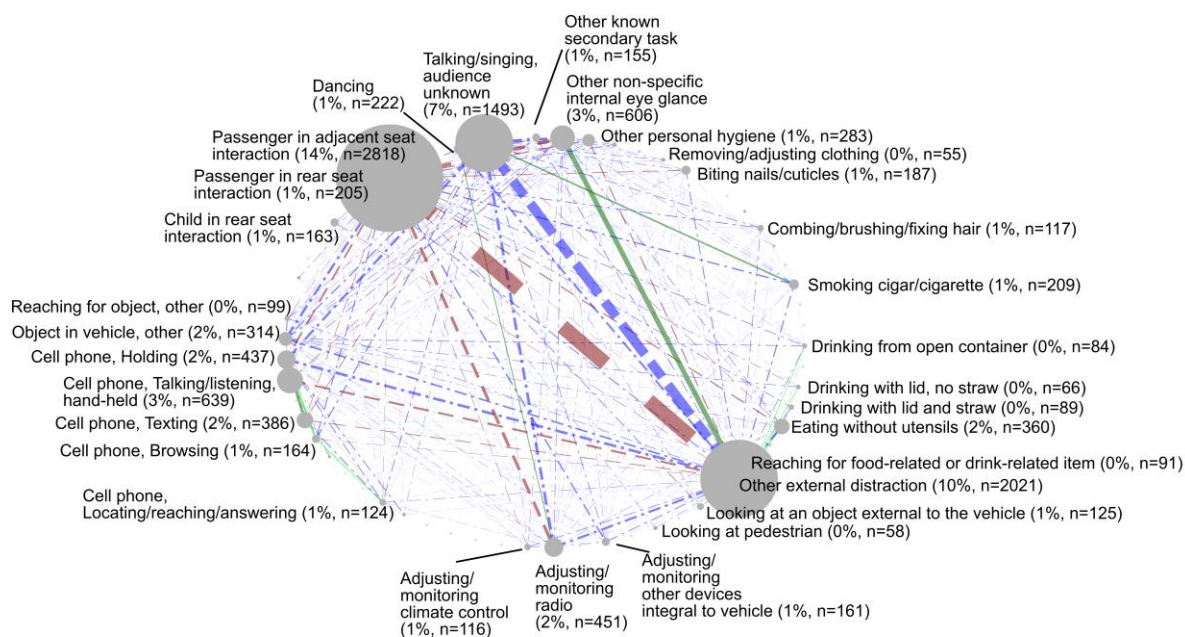 Other known
secondary task
(1%, n=155)
Talking/singing,
audience
unknown
(7%, n=1493)
Dancing
(1%, n=222)
Other non-specific
internal eye glance
(3%, n=606)
Passenger in adjacent seat
interaction (14%, n=2818)
Other personal hygiene (1%, n=283)
Removing/adjusting clothing (0%, n=55)
Passenger in rear seat
interaction (1%, n=205)
Biting nails/cuticles (1%, n=187)
Child in rear seat
interaction (1%, n=163)
Combing/brushing/fixing hair (1%, n=117)
Smoking cigar/cigarette (1%, n=209)
Reaching for object, other (0%, n=99)
Object in vehicle, other (2%, n=314)
Drinking from open container (0%, n=84)
Cell phone, Holding (2%, n=437)
Cell phone, Talking/listening,
hand-held (3%, n=639)
Drinking with lid, no straw (0%, n=66)
Drinking with lid and straw (0%, n=89)
Cell phone, Texting (2%, n=386)
Eating without utensils (2%, n=360)
Cell phone, Browsing (1%, n=164)
Reaching for food-related or drink-related item (0%, n=91)
Other external distraction (10%, n=2021)
Cell phone,
Locating/reaching/answering (1%, n=124)
Looking at an object external to the vehicle (1%, n=125)
Looking at pedestrian (0%, n=58)
Adjusting/
monitoring
climate control
(1%, n=116)
Adjusting/
monitoring
radio
(2%, n=451)
Adjusting/
monitoring
other devices
integral to vehicle (1%, n=161)